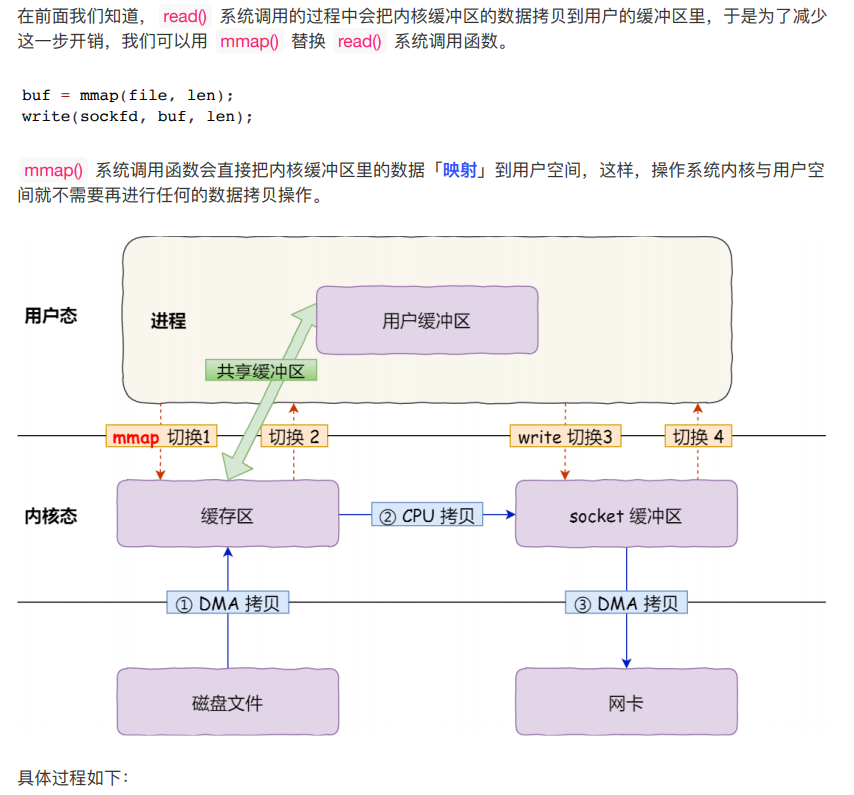 在前面我们知道， read() 系统调用的过程中会把内核缓冲区的数据拷贝到用户的缓冲区里，于是为了减少
这一步开销，我们可以用 mmap() 替换 read() 系统调用函数。
buf = mmap(file, len);
write(sockfd, buf, len);
mmap() 系统调用函数会直接把内核缓冲区里的数据「映射」到用户空间，这样，操作系统内核与用户空
间就不需要再进行任何的数据拷贝操作。
用户态
进程
用户缓冲区
共享缓冲区
mmap 切换1
切换 2
write 切换3
切换 4
内核态
缓存区
② CPU 拷贝
socket 缓冲区
① DMA 拷贝
③ DMA 拷贝
磁盘文件
网卡
具体过程如下：